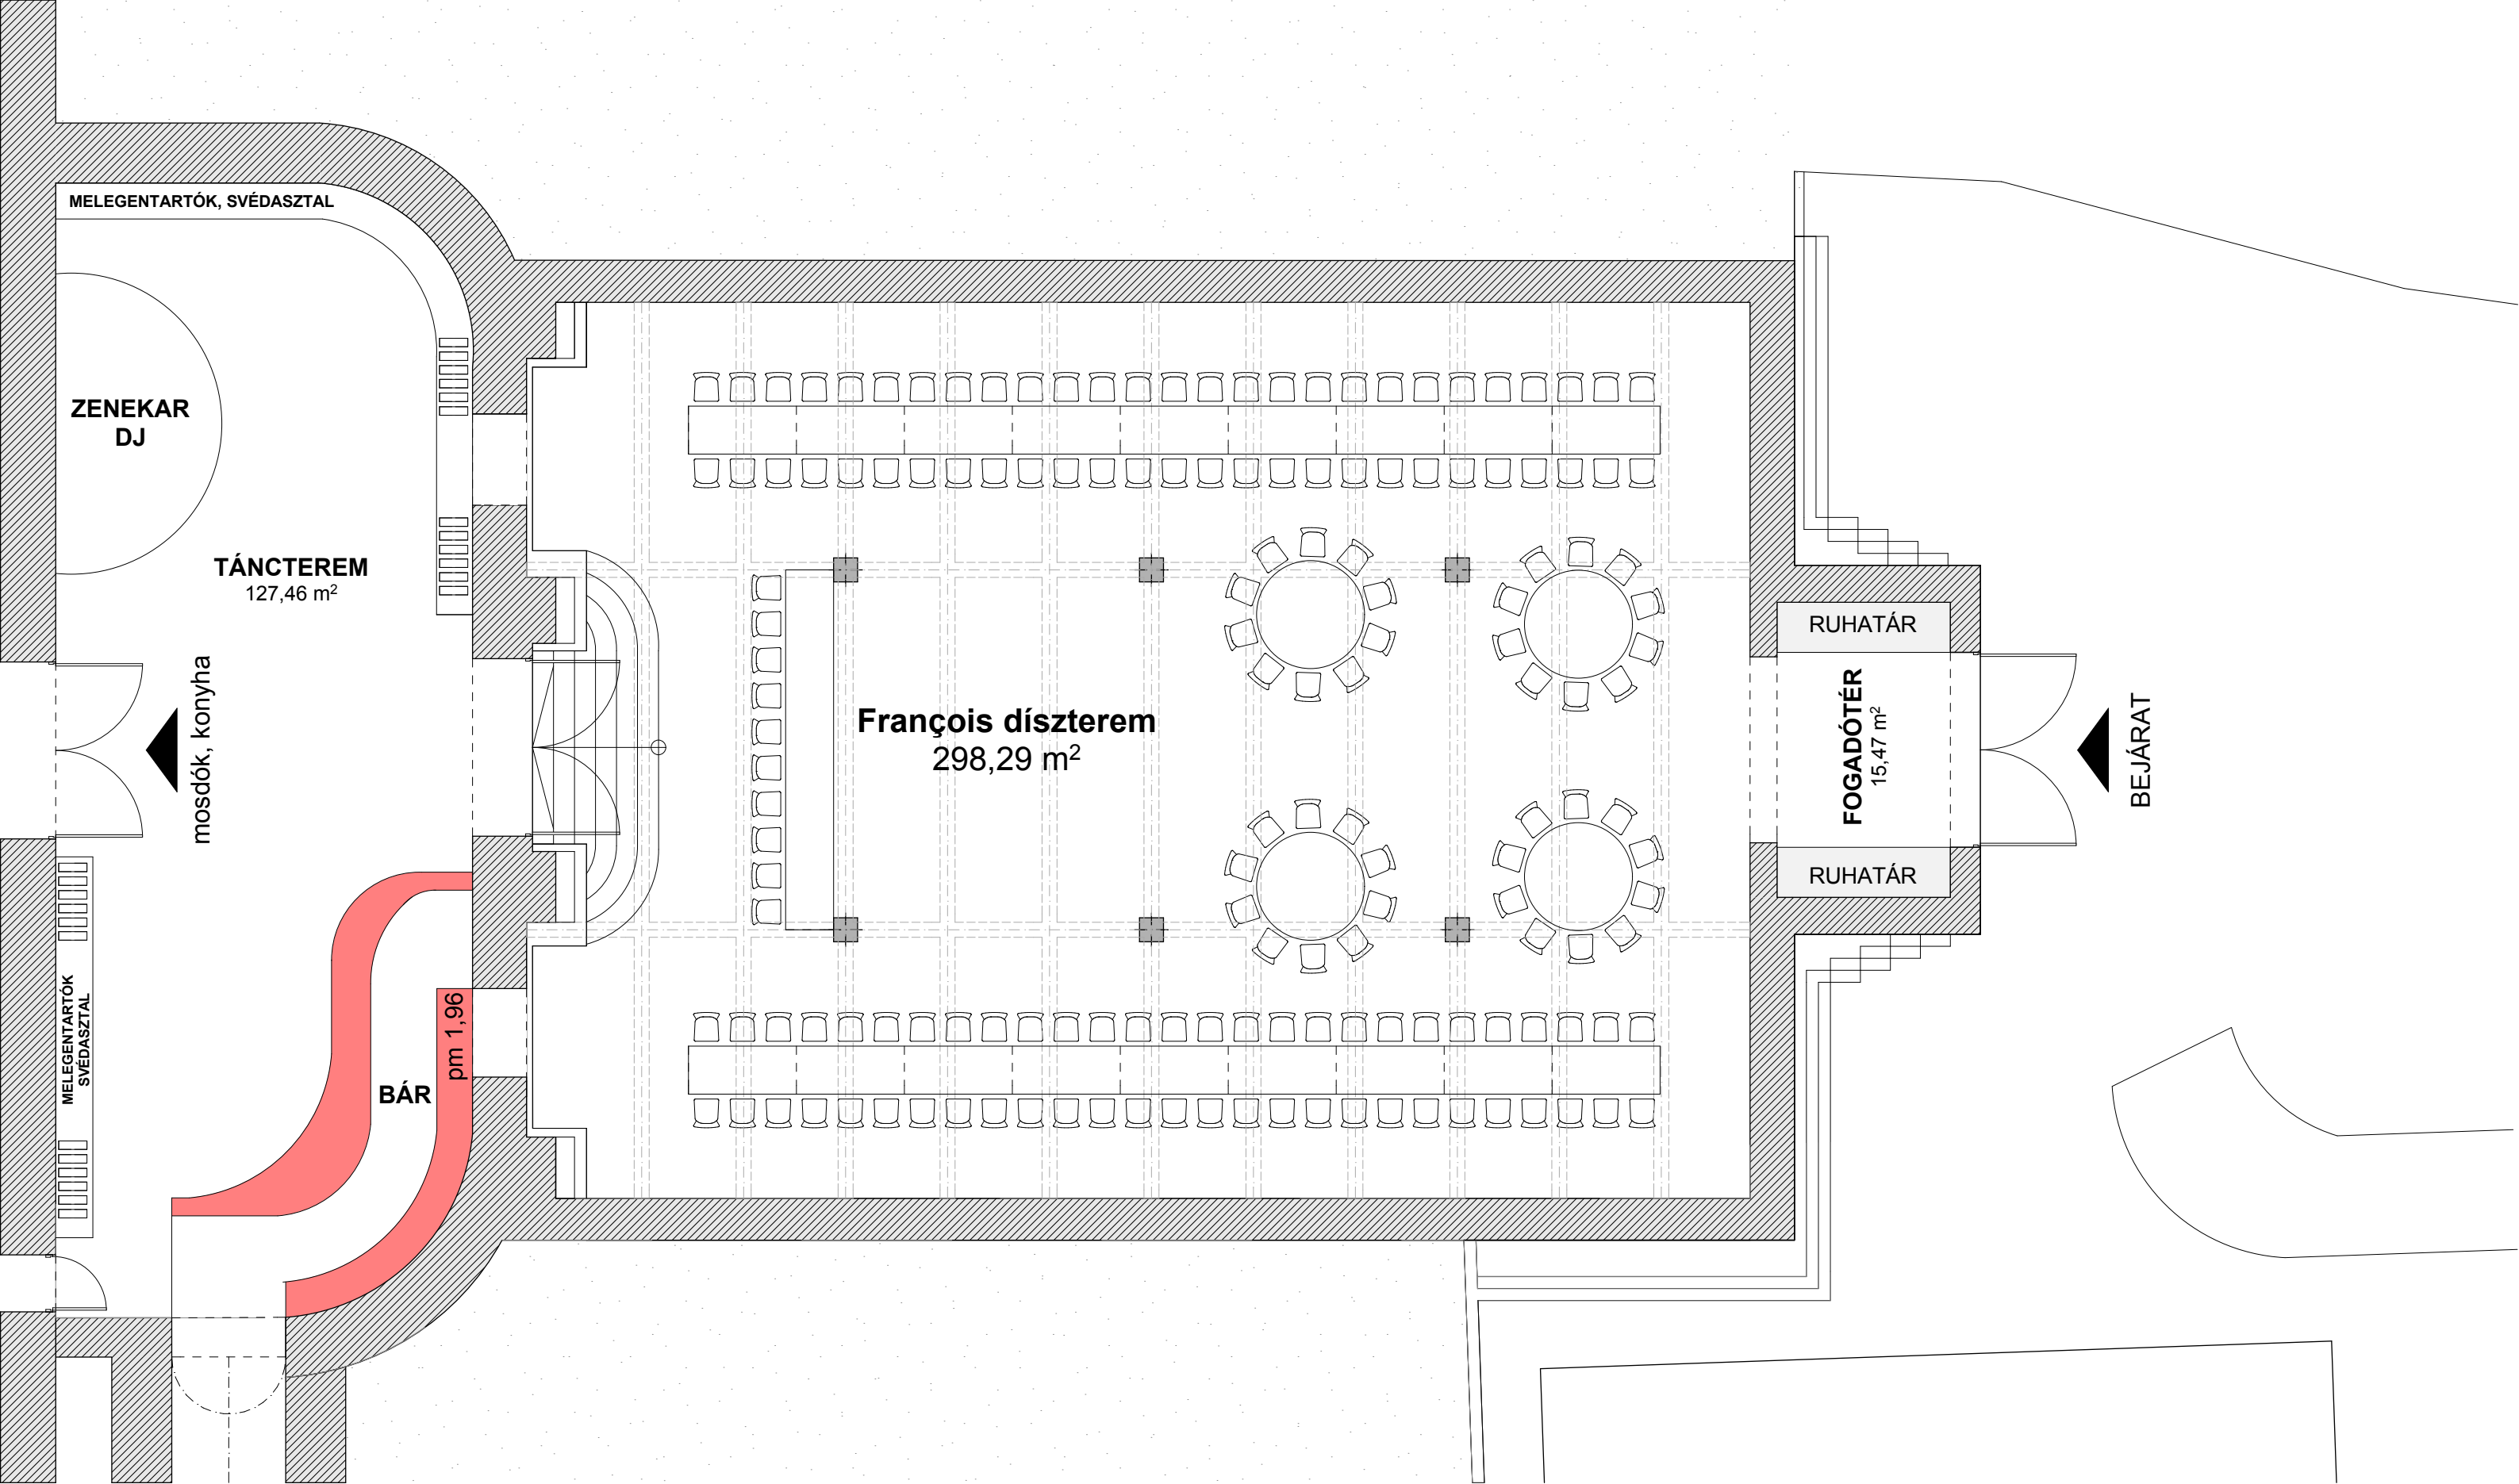 MELEGENTARTÓK, SVÉDASZTAL
ZENEKAR
DJ
TÁNCTEREM
127,46 m²
mosdók, konyha
MELEGENTARTÓK
SVÉDASZTAL
BÁR
pm 1,96
François díszterem
298,29 m²
RUHATÁR
FOGADÓTÉR
15,47 m²
RUHATÁR
BEJÁRAT